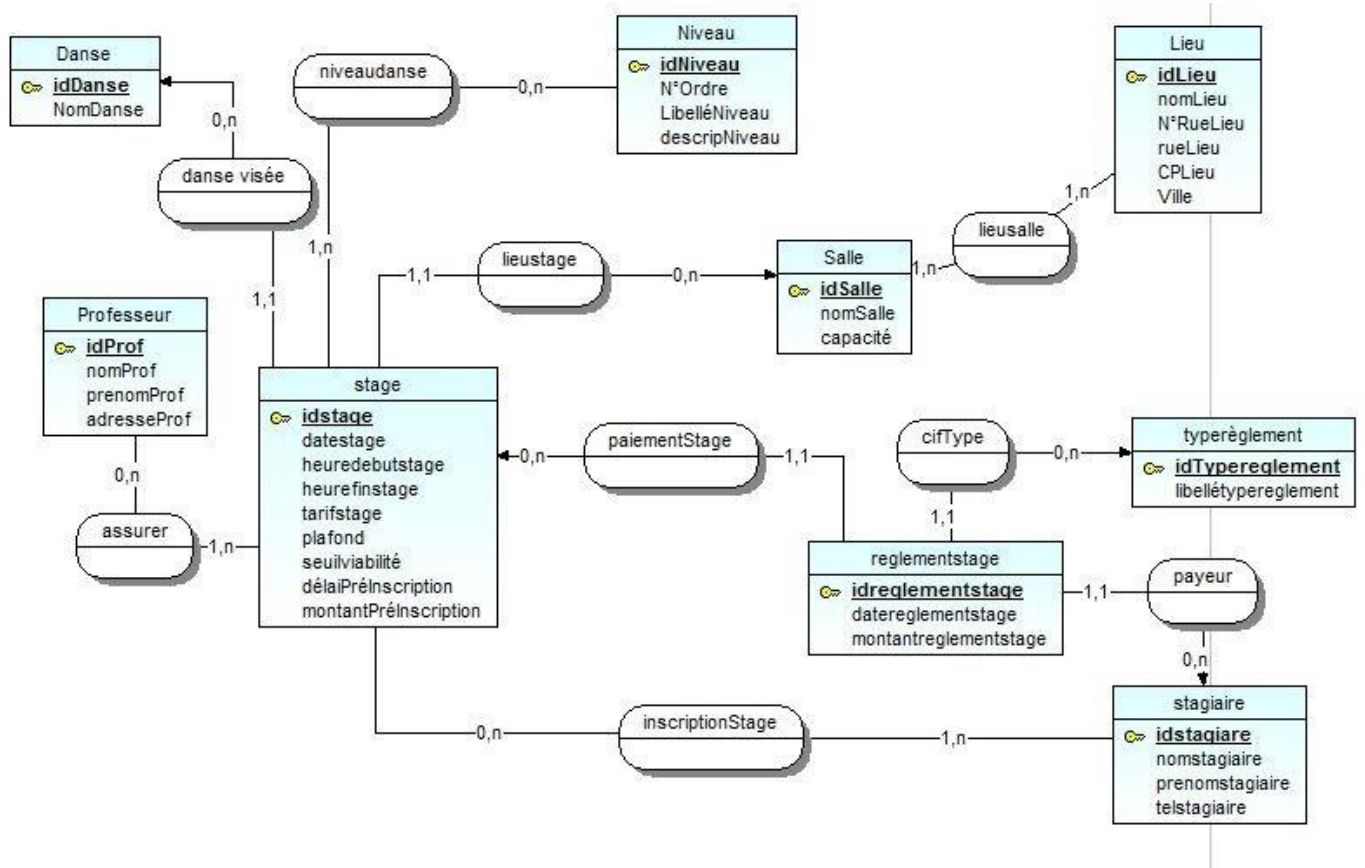 Danse
idDanse
NomDanse
niveaudanse
0,n
Niveau
idNiveau
N°Ordre
LibelléNiveau
descripNiveau
Lieu
idLieu
nomLieu
N°RueLieu
rueLieu
CPLieu
Ville
0,n
danse visée
1,1
1,n
1,n
lieusalle
1,n
1,1
lieustage
0,n
Salle
idSalle
nomSalle
capacité
Professeur
idProf
nomProf
prenomProf
adresseProf
0,n
assurer
1,n
stage
idstage
datestage
heuredebutstage
heurefinstage
tarifstage
plafond
seuilviabilité
délaiPréInscription
montantPréInscription
0,n
paiementStage
1,1
cifType
0,n
1,1
typerèglement
idTypereglement
libellétypereglement
reglementstage
idreglementstage
datereglementstage
montantreglementstage
1,1
payeur
0,n
0,n
inscriptionStage
1,n
stagiaire
idstagiare
nomstagiaire
prenomstagiaire
telstagiaire